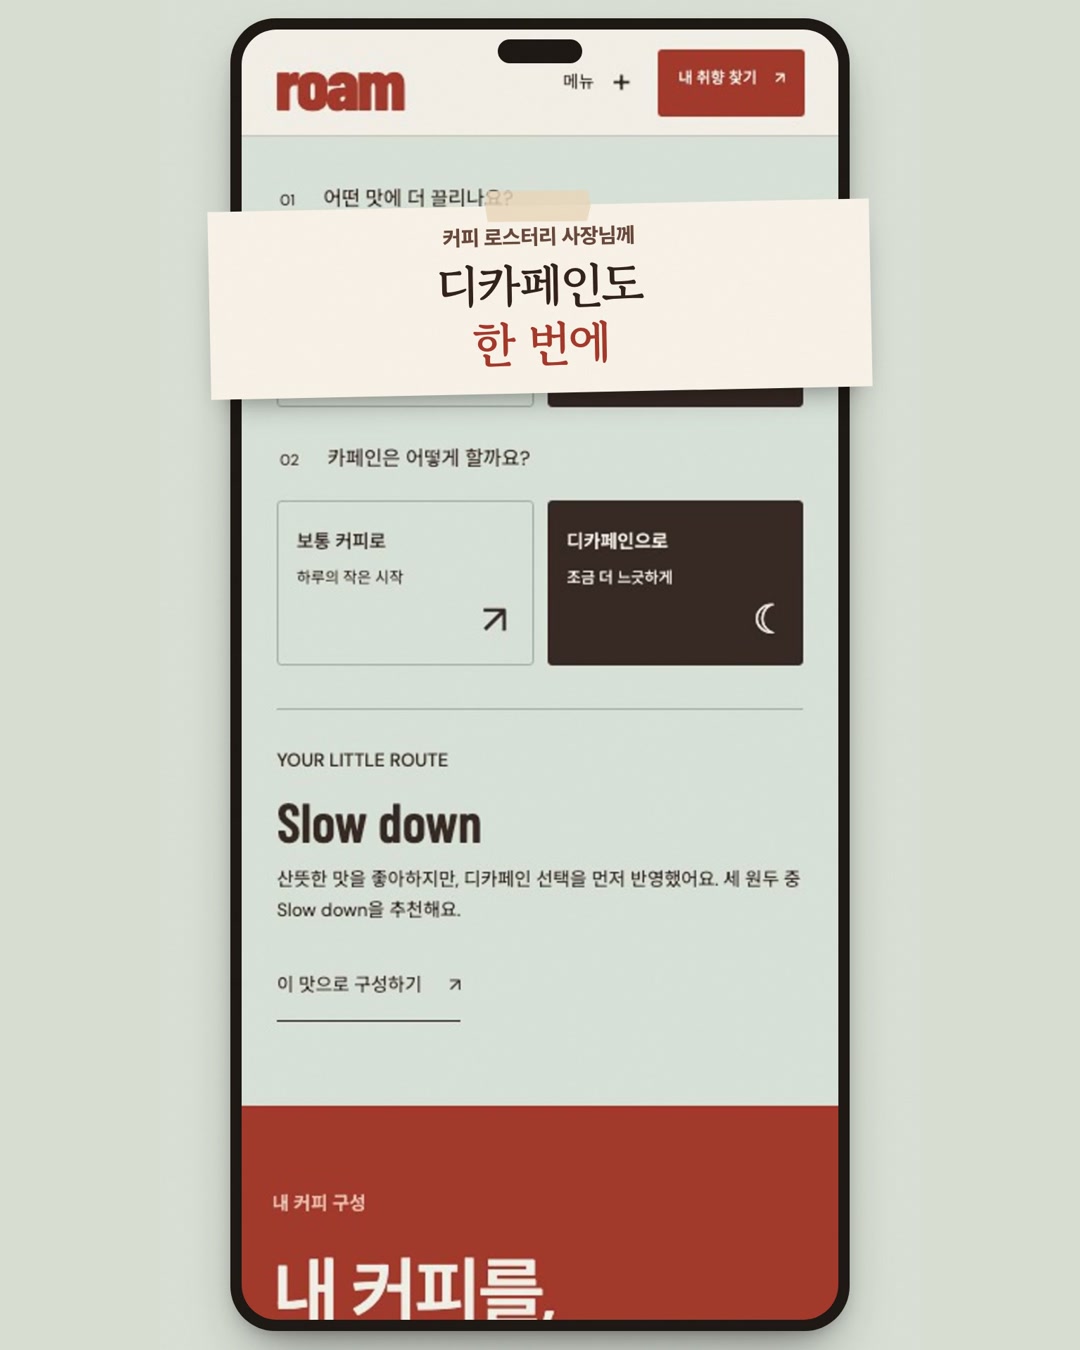 roam
메뉴
내 취향 찾기
01 어떤 맛에 더 끌리나요?
커피 로스터리 사장님께
디카페인도
한 번에
02 카페인은 어떻게 할까요?
보통 커피로
하루의 작은 시작
디카페인으로
조금 더 느긋하게
YOUR LITTLE ROUTE
Slow down
산뜻한 맛을 좋아하지만, 디카페인 선택을 먼저 반영했어요. 세 원두 중
Slow down을 추천해요.
이 맛으로 구성하기
내 커피 구성
내 커피를,